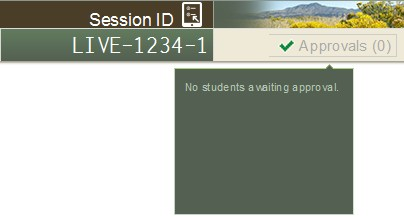 Session ID
LIVE-1234-1
Approvals (0)
No students awaiting approval.